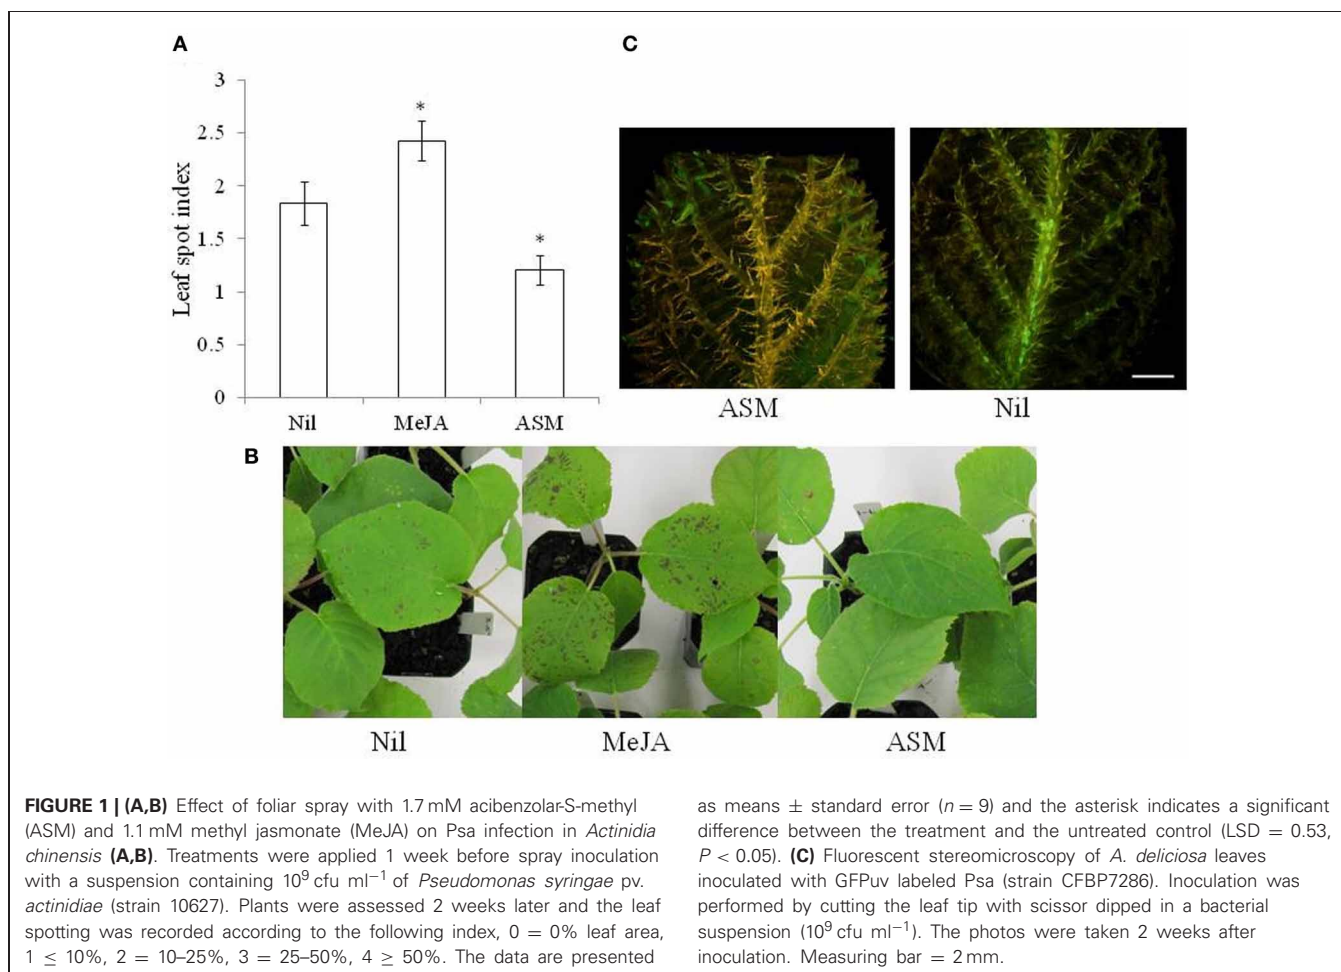 A
C
3
2.5
2
1.5
1
0.5
0
Leaf spot index
*
*
Nil
MeJA
ASM
ASM
Nil
B
Nil
MeJA
ASM
FIGURE 1 | (A,B) Effect of foliar spray with 1.7 mM acibenzolar-S-methyl
(ASM) and 1.1 mM methyl jasmonate (MeJA) on Psa infection in Actinidia
chinensis (A,B). Treatments were applied 1 week before spray inoculation
with a suspension containing 10⁹ cfu ml⁻¹ of Pseudomonas syringae pv.
actinidiae (strain 10627). Plants were assessed 2 weeks later and the leaf
spotting was recorded according to the following index, 0 = 0% leaf area,
1 ≤ 10%, 2 = 10–25%, 3 = 25–50%, 4 ≥ 50%. The data are presented
as means ± standard error (n = 9) and the asterisk indicates a significant
difference between the treatment and the untreated control (LSD = 0.53,
P < 0.05). (C) Fluorescent stereomicroscopy of A. deliciosa leaves
inoculated with GFPuv labeled Psa (strain CFBP7286). Inoculation was
performed by cutting the leaf tip with scissor dipped in a bacterial
suspension (10⁹ cfu ml⁻¹). The photos were taken 2 weeks after
inoculation. Measuring bar = 2 mm.